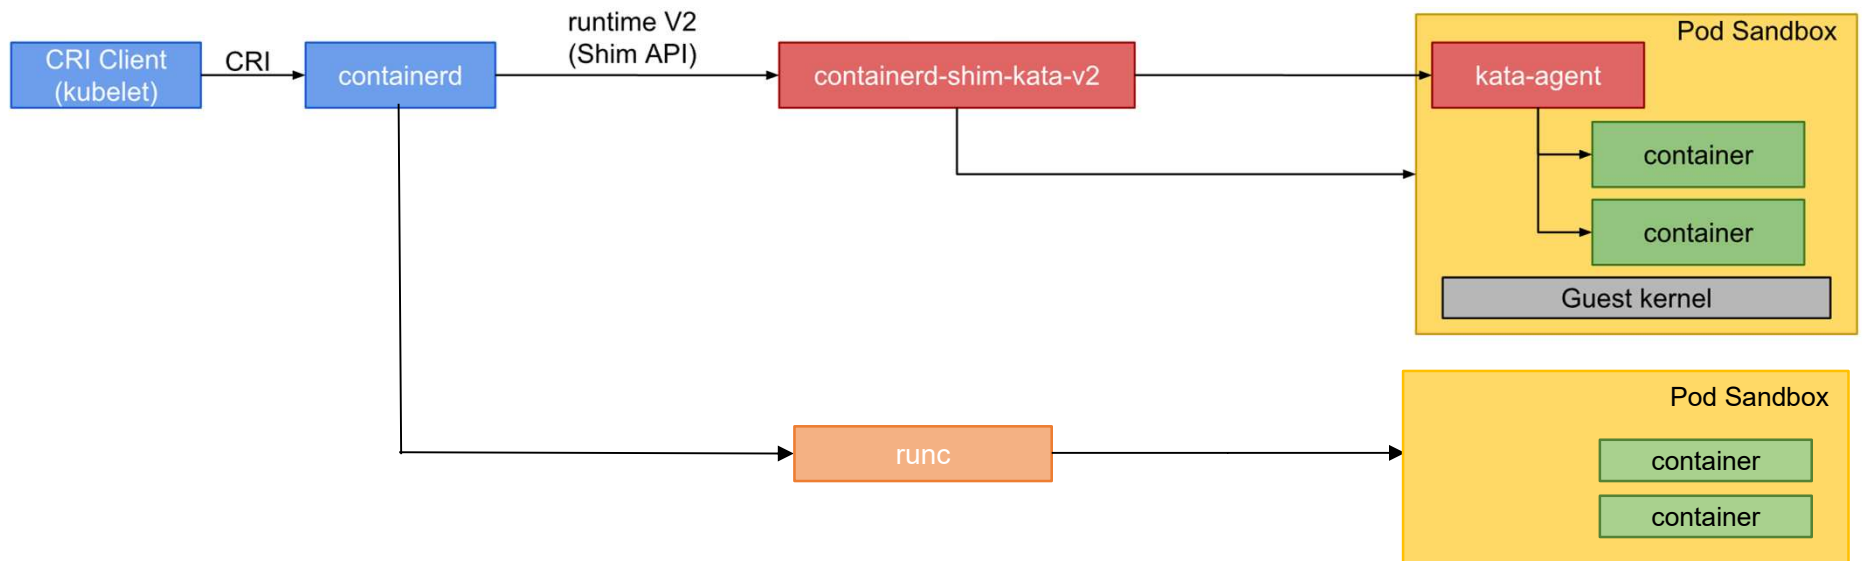 CRI Client
(kubelet)
CRI
containerd
runtime V2
(Shim API)
containerd-shim-kata-v2
Pod Sandbox
kata-agent
container
container
Guest kernel
runc
Pod Sandbox
container
container